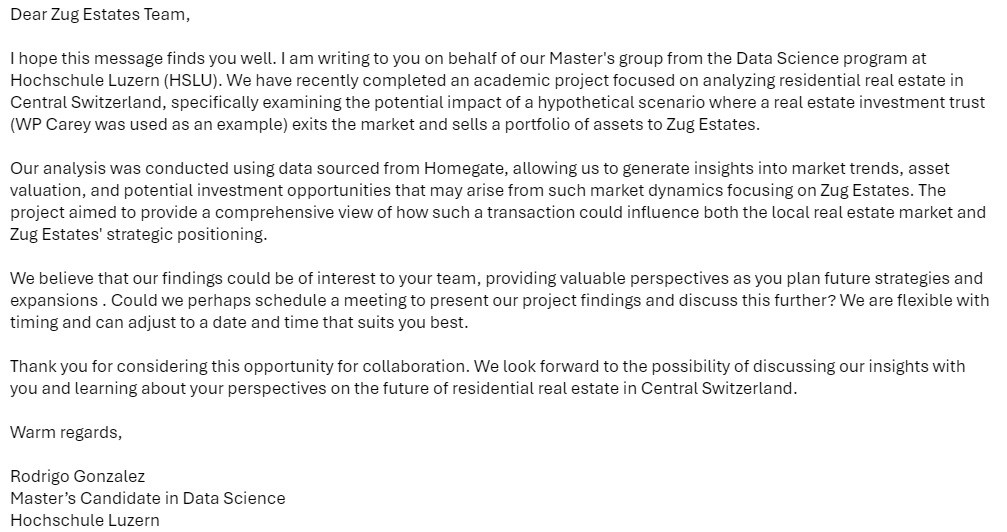 Dear Zug Estates Team,
I hope this message finds you well. I am writing to you on behalf of our Master's group from the Data Science program at
Hochschule Luzern (HSLU). We have recently completed an academic project focused on analyzing residential real estate in
Central Switzerland, specifically examining the potential impact of a hypothetical scenario where a real estate investment trust
(WP Carey was used as an example) exits the market and sells a portfolio of assets to Zug Estates.
Our analysis was conducted using data sourced from Homegate, allowing us to generate insights into market trends, asset
valuation, and potential investment opportunities that may arise from such market dynamics focusing on Zug Estates. The
project aimed to provide a comprehensive view of how such a transaction could influence both the local real estate market and
Zug Estates' strategic positioning.
We believe that our findings could be of interest to your team, providing valuable perspectives as you plan future strategies and
expansions . Could we perhaps schedule a meeting to present our project findings and discuss this further? We are flexible with
timing and can adjust to a date and time that suits you best.
Thank you for considering this opportunity for collaboration. We look forward to the possibility of discussing our insights with
you and learning about your perspectives on the future of residential real estate in Central Switzerland.
Warm regards,
Rodrigo Gonzalez
Master’s Candidate in Data Science
Hochschule Luzern